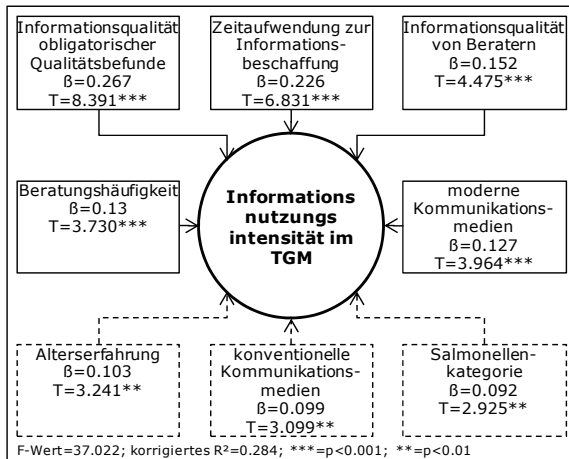 Informationsqualität
obligatorischer
Qualitätsbefunde
ß=0.267
T=8.391***
Zeitaufwendung zur
Informations-
beschaffung
ß=0.226
T=6.831***
Informationsqualität
von Beratern
ß=0.152
T=4.475***
Beratungshäufigkeit
ß=0.13
T=3.730***
Informations
nutzungs
intensität im
TGM
moderne
Kommunikations-
medien
ß=0.127
T=3.964***
Alterserfahrung
ß=0.103
T=3.241**
konventionelle
Kommunikations-
medien
ß=0.099
T=3.099**
Salmonellen-
kategorie
ß=0.092
T=2.925**
F-Wert=37.022; korrigiertes R²=0.284; ***=p<0.001; **=p<0.01